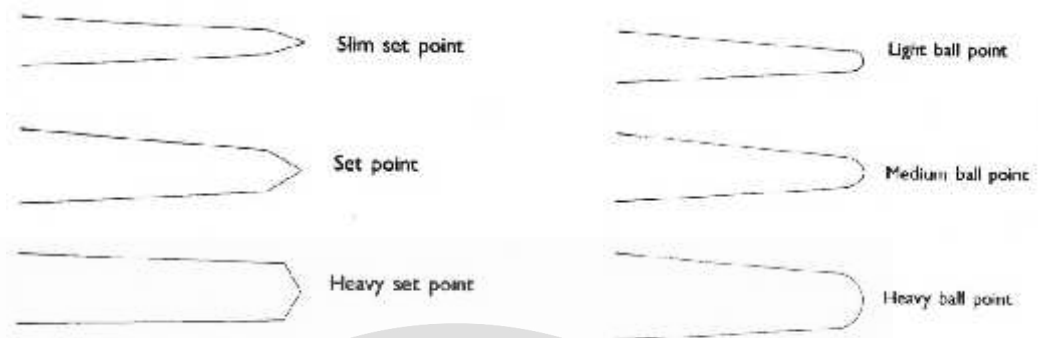 Slim set point
Light ball point
Set point
Medium ball point
Heavy set point
Heavy ball point